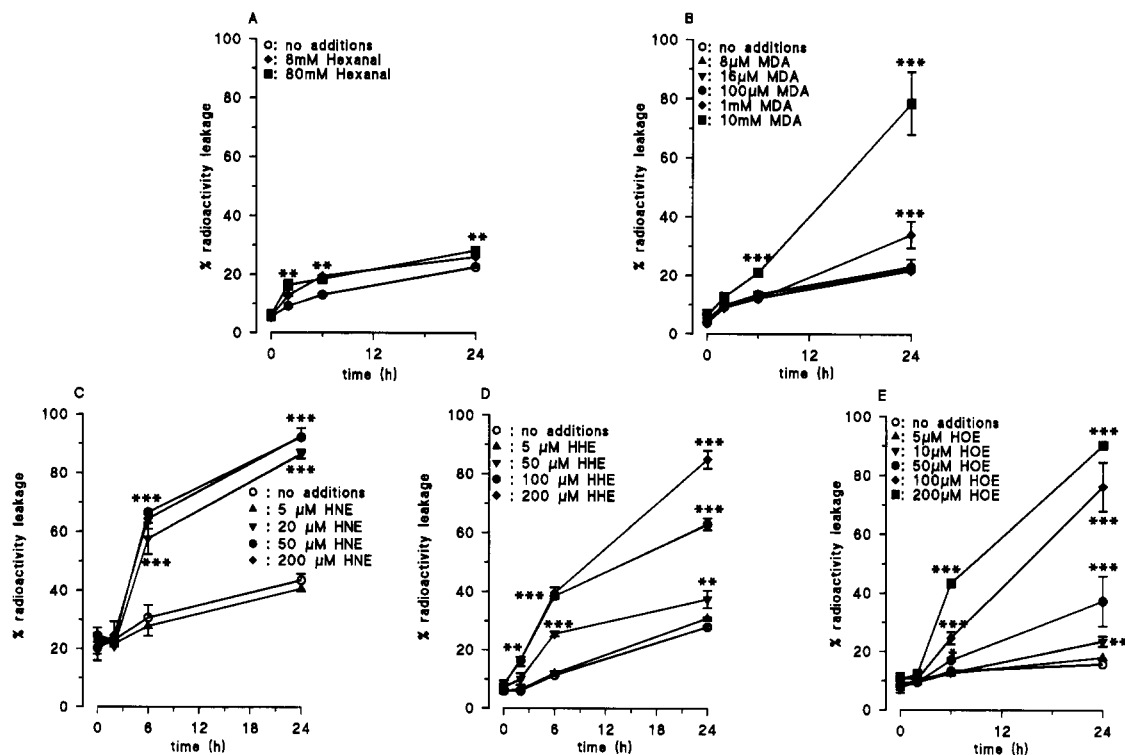 A
○: no additions
◆: 8mM Hexanal
■: 80mM Hexanal
% radioactivity leakage
100
80
60
40
20
0
** ** **
0 12 24
time (h)
B
○: no additions
▲: 8μM MDA
▼: 16μM MDA
●: 100μM MDA
◆: 1mM MDA
■: 10mM MDA
% radioactivity leakage
100
80
60
40
20
0
***
***
***
0 12 24
time (h)
C
○ : no additions
▲ : 5 μM HNE
▼ : 20 μM HNE
● : 50 μM HNE
◆ : 200 μM HNE
% radioactivity leakage
100
80
60
40
20
0
***
***
***
***
0 6 12 18 24
time (h)
D
○ : no additions
▲ : 5 μM HHE
▼ : 50 μM HHE
● : 100 μM HHE
◆ : 200 μM HHE
% radioactivity leakage
100
80
60
40
20
0
***
***
***
**
***
**
0 6 12 18 24
time (h)
E
○: no additions
▲: 5μM HOE
▼: 10μM HOE
●: 50μM HOE
◆: 100μM HOE
■: 200μM HOE
% radioactivity leakage
100
80
60
40
20
0
***
***
***
***
***
*
**
0 6 12 18 24
time (h)